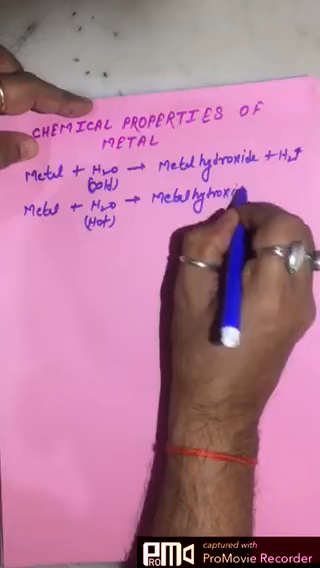 CHEMICAL PROPERTIES OF
METAL
Metal + H₂O → Metal hydroxide + H₂↑
(Cold)
Metal + H₂O → Metal hydroxi
(Hot)
captured with
PRO
ProMovie Recorder